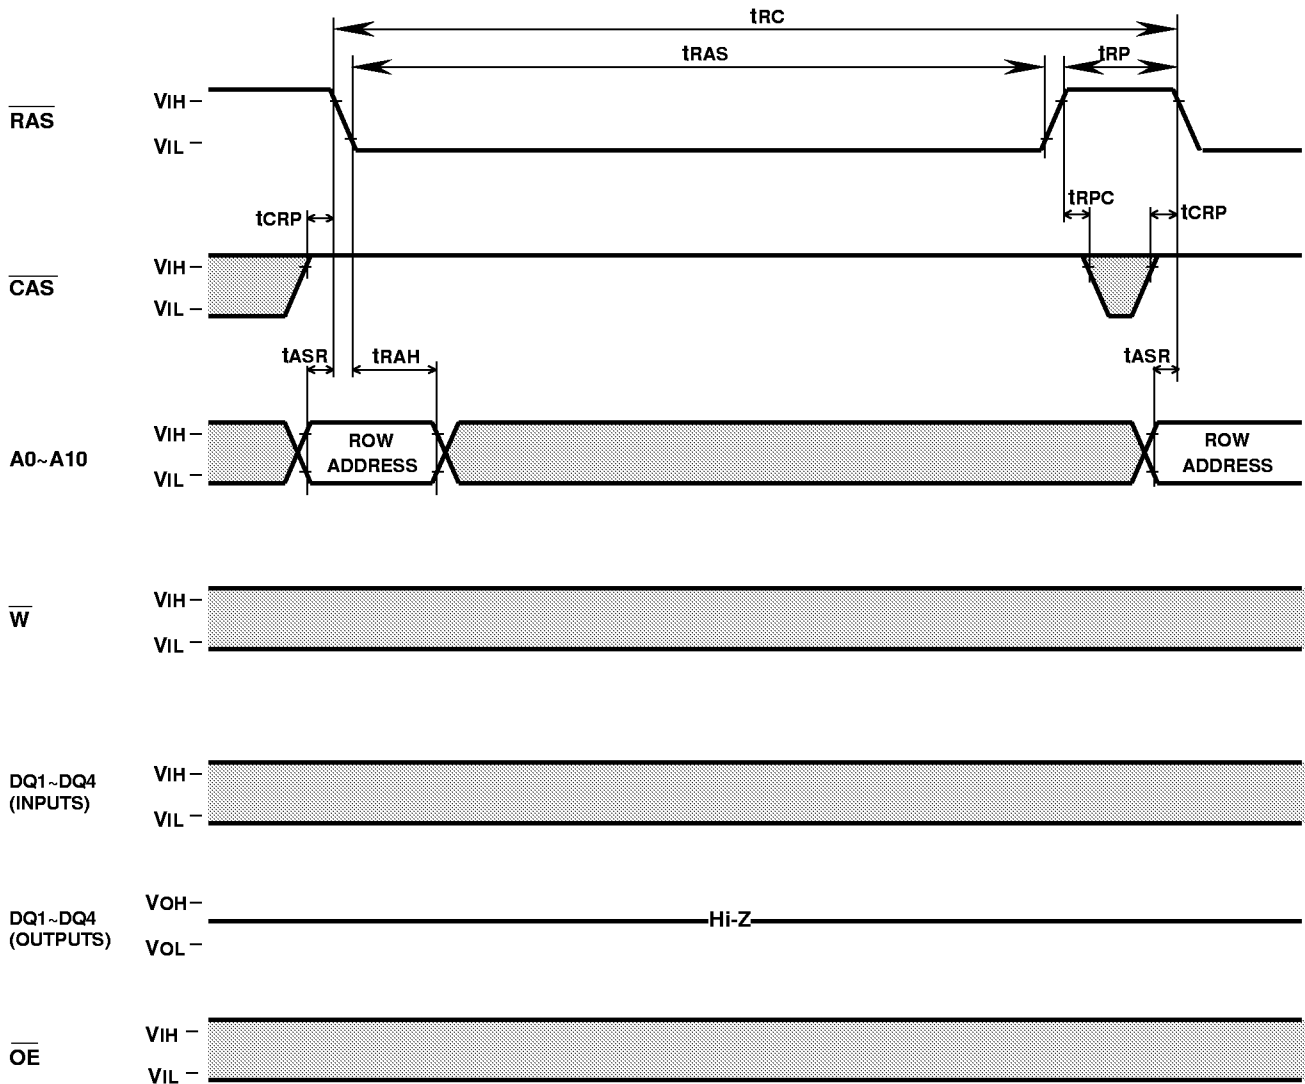 tRC
tRAS
tRP
RAS
VIH
VIL
tCRP
tRPC
tCRP
CAS
VIH
VIL
tASR
tRAH
tASR
A0~A10
VIH
VIL
ROW
ADDRESS
ROW
ADDRESS
W
VIH
VIL
DQ1~DQ4
(INPUTS)
VIH
VIL
DQ1~DQ4
(OUTPUTS)
VOH
VOL
Hi-Z
OE
VIH
VIL